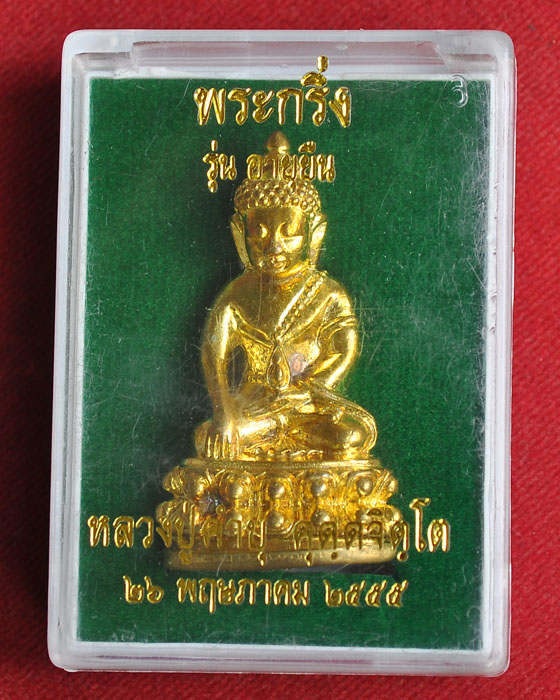 พระกริ่ง
รุ่น อายุยืน
หลวงปู่คำบุ คุตฺตจิตฺโต
๒๖ พฤษภาคม ๒๕๕๕